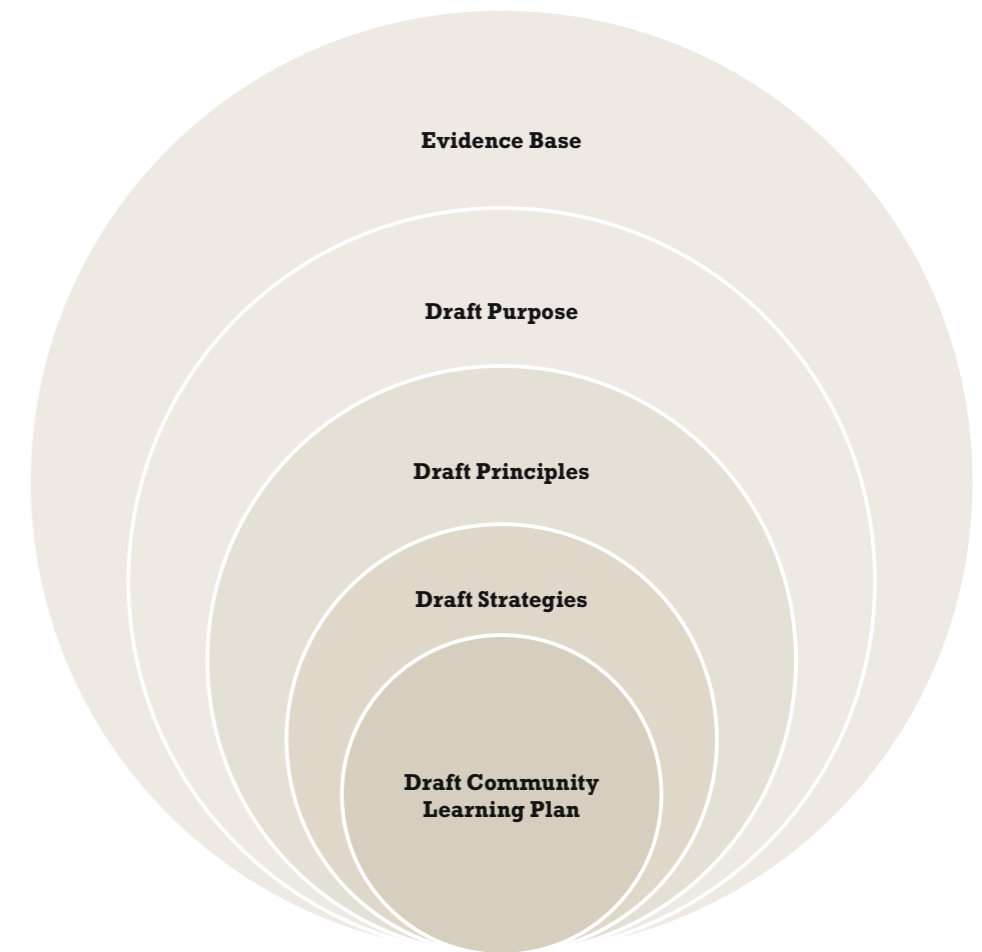 Evidence Base
Draft Purpose
Draft Principles
Draft Strategies
Draft Community
Learning Plan